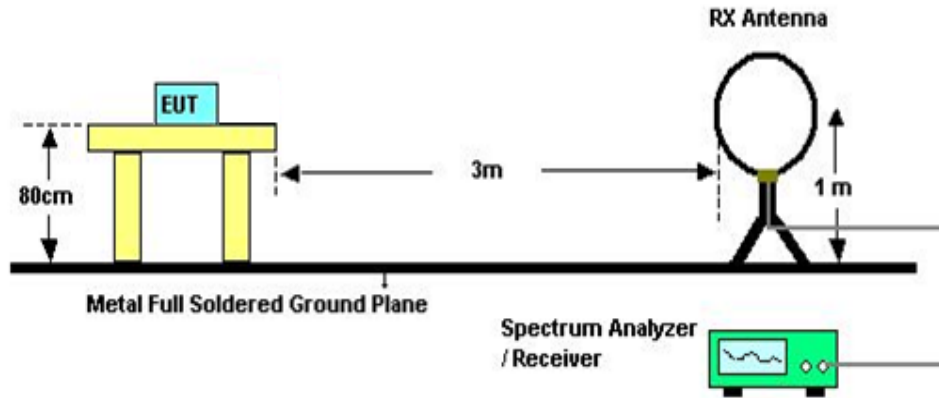 RX Antenna
EUT
80cm
3m
1 m
Metal Full Soldered Ground Plane
Spectrum Analyzer
/ Receiver